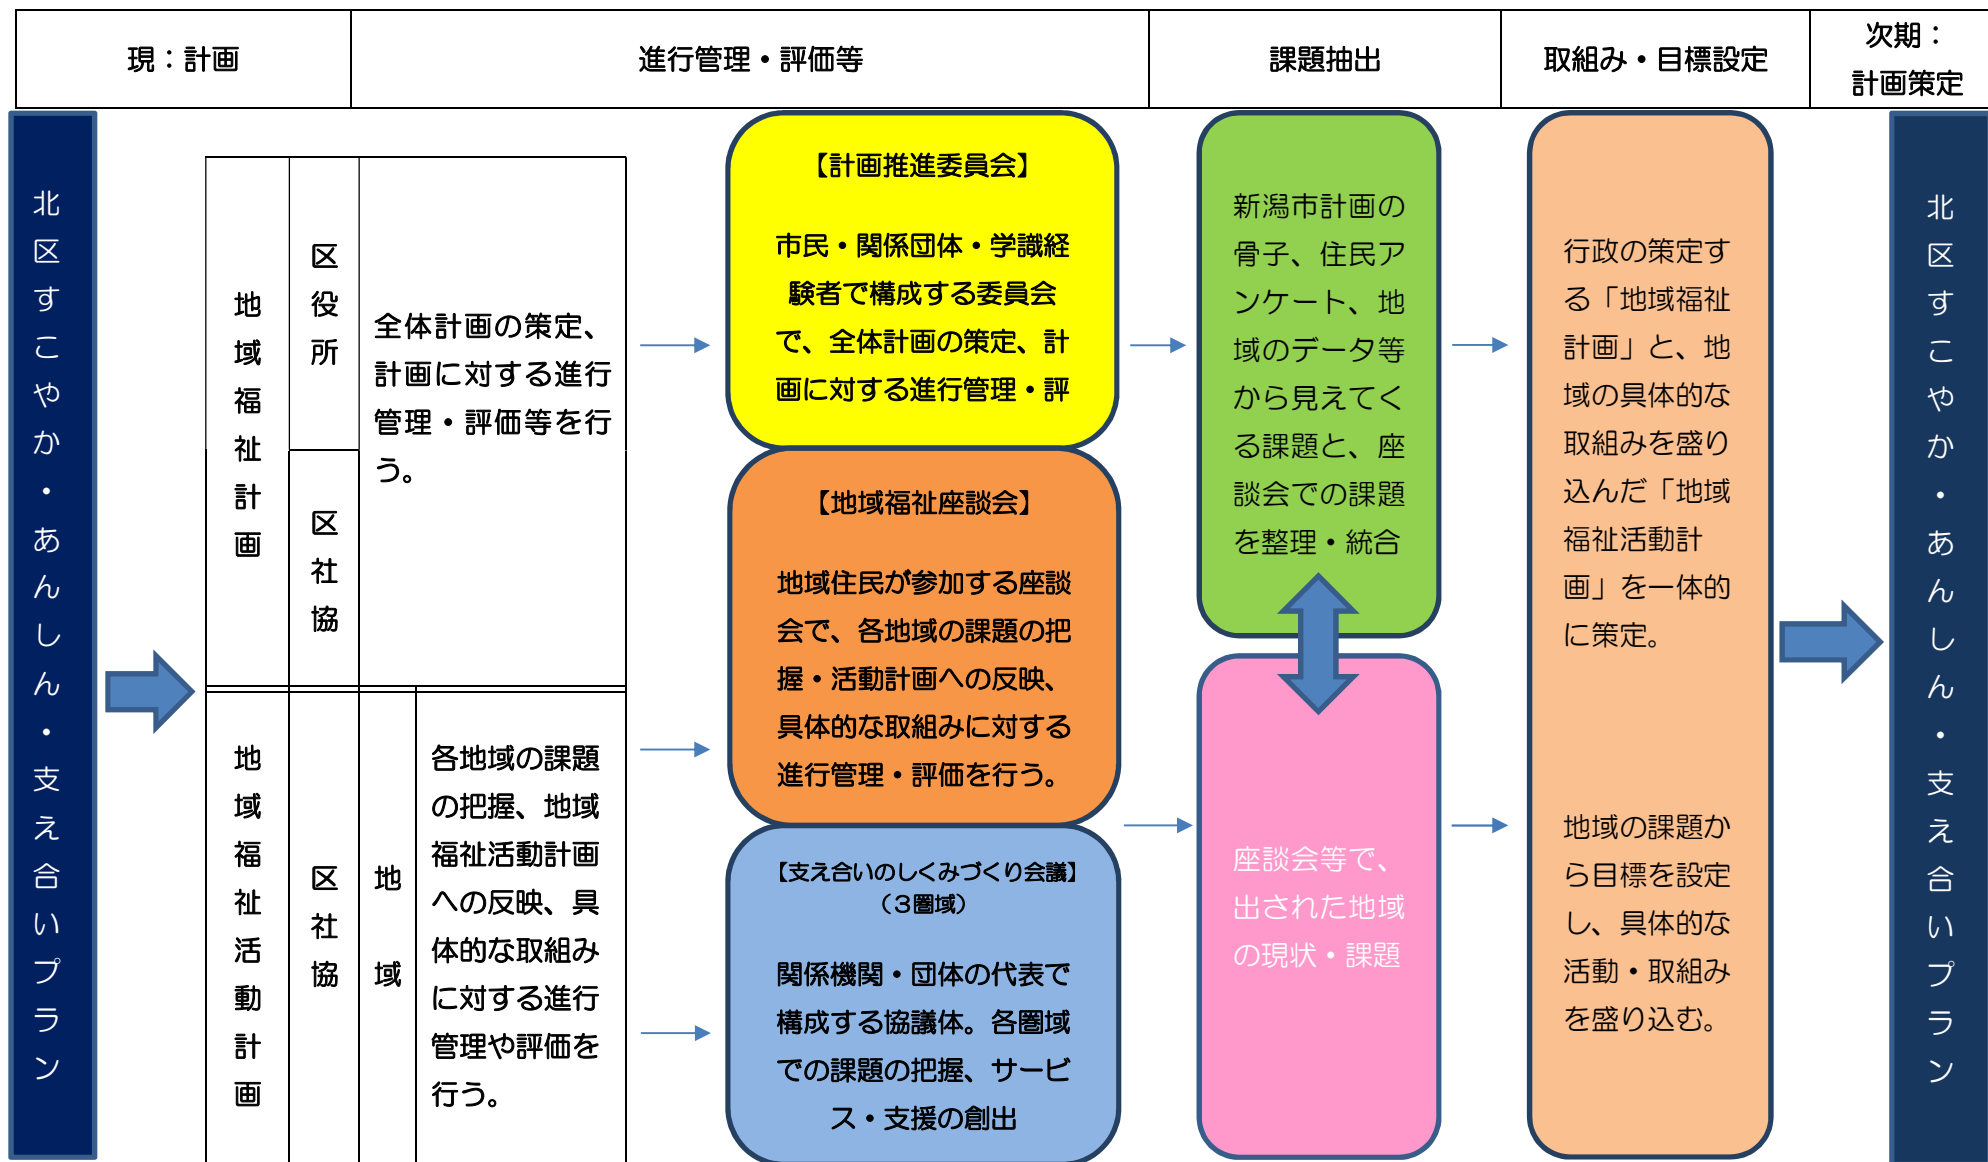 現：計画
進行管理・評価等
課題抽出
取組み・目標設定
次期：
計画策定
北区すこやか・あんしん・支え合いプラン
地域福祉計画
区役所
区社協
全体計画の策定、
計画に対する進行
管理・評価等を行
う。
地域福祉活動計画
区社協
地域
各地域の課題
の把握、地域
福祉活動計画
への反映、具
体的な取組み
に対する進行
管理や評価を
行う。
【計画推進委員会】
市民・関係団体・学識経
験者で構成する委員会
で、全体計画の策定、計
画に対する進行管理・評
【地域福祉座談会】
地域住民が参加する座談
会で、各地域の課題の把
握・活動計画への反映、
具体的な取組みに対する
進行管理・評価を行う。
【支え合いのしくみづくり会議】
（３圏域）
関係機関・団体の代表で
構成する協議体。各圏域
での課題の把握、サービ
ス・支援の創出
新潟市計画の
骨子、住民ア
ンケート、地
域のデータ等
から見えてく
る課題と、座
談会での課題
を整理・統合
座談会等で、
出された地域
の現状・課題
行政の策定す
る「地域福祉
計画」と、地
域の具体的な
取組みを盛り
込んだ「地域
福祉活動計
画」を一体的
に策定。
地域の課題か
ら目標を設定
し、具体的な
活動・取組み
を盛り込む。
北区すこやか・あんしん・支え合いプラン